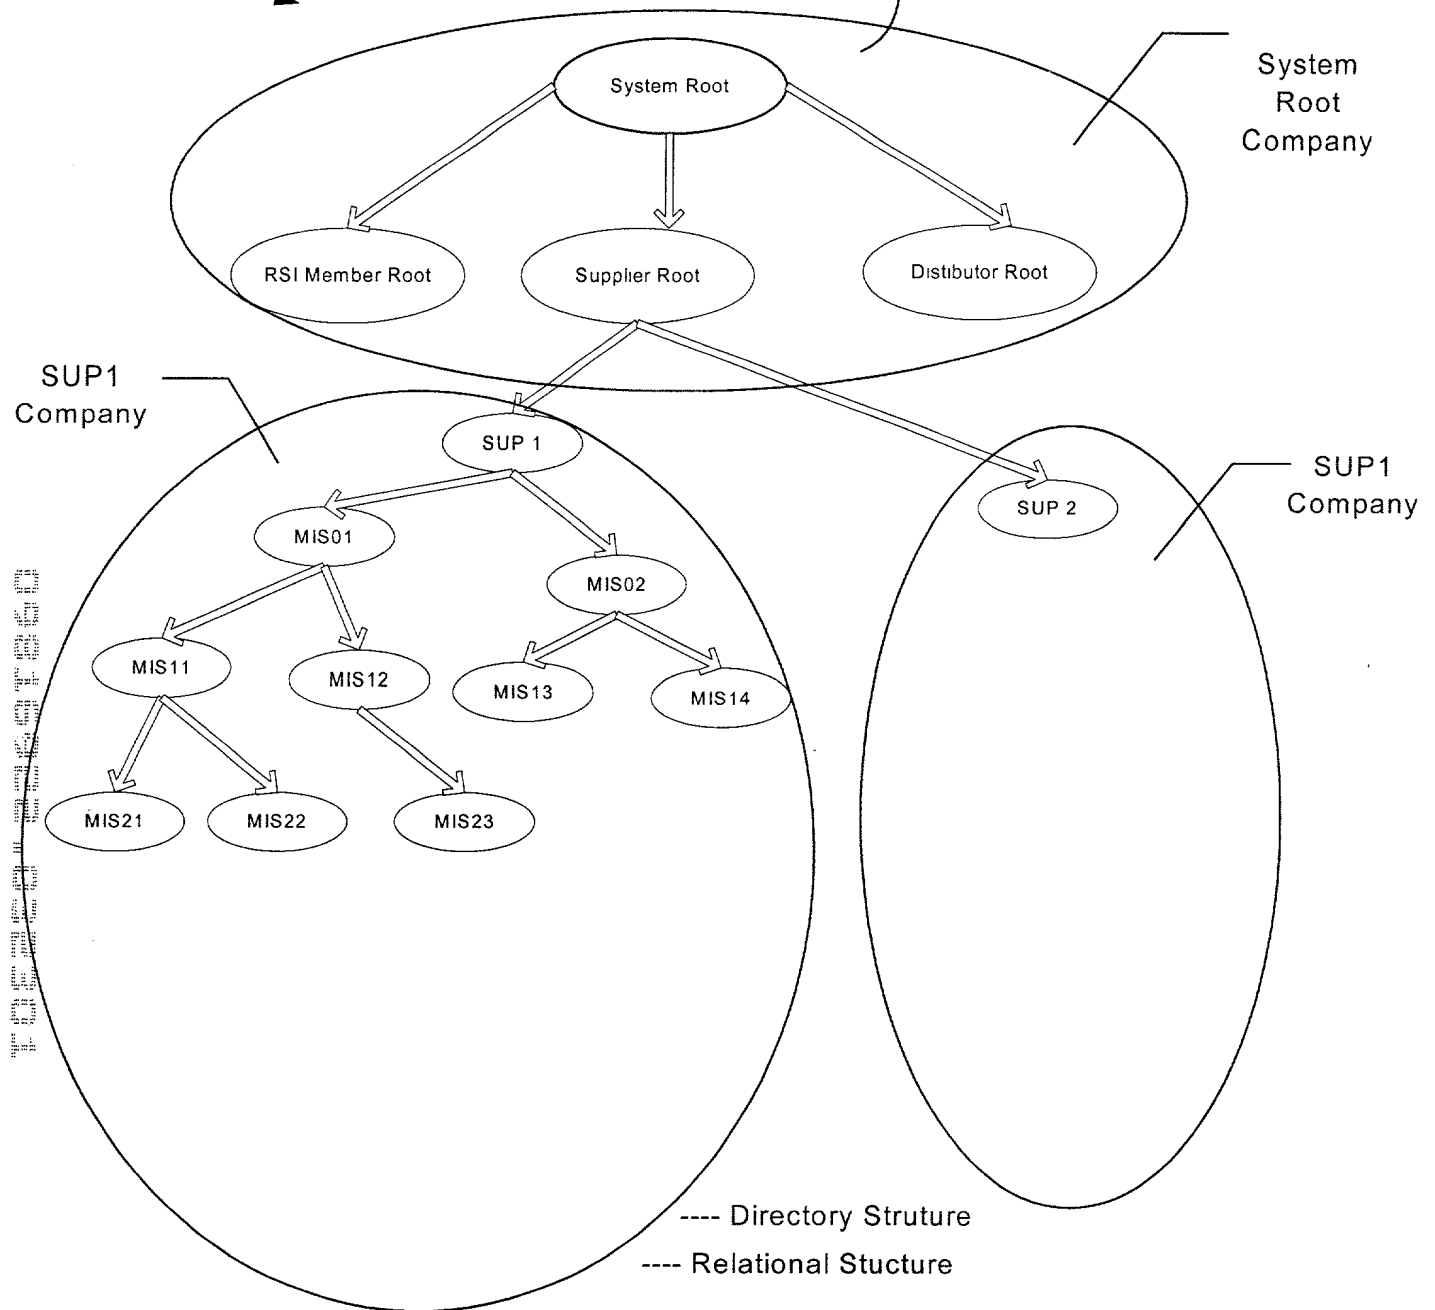 System Root
System
Root
Company
RSI Member Root
Supplier Root
Distibutor Root
SUP1
Company
SUP 1
SUP1
Company
SUP 2
MIS01
MIS02
MIS11
MIS12
MIS13
MIS14
MIS21
MIS22
MIS23
---- Directory Struture
---- Relational Stucture